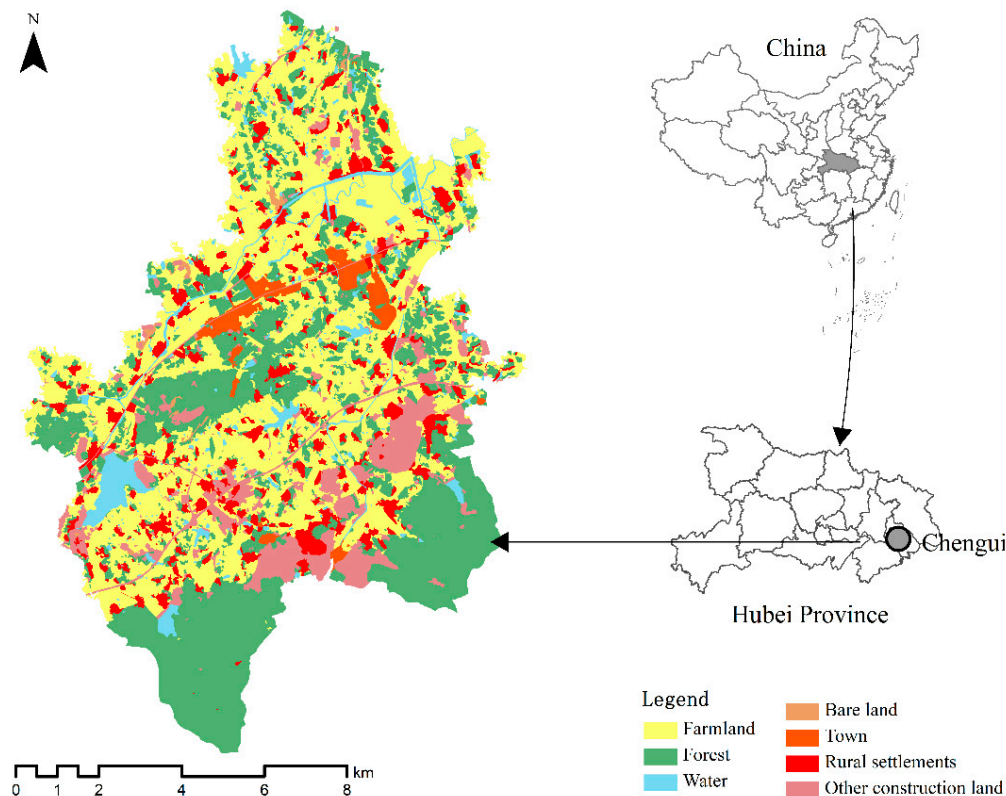 N
China
Chengui
Hubei Province
Legend
Farmland
Forest
Water
Bare land
Town
Rural settlements
Other construction land
0 1 2 4 6 8 km